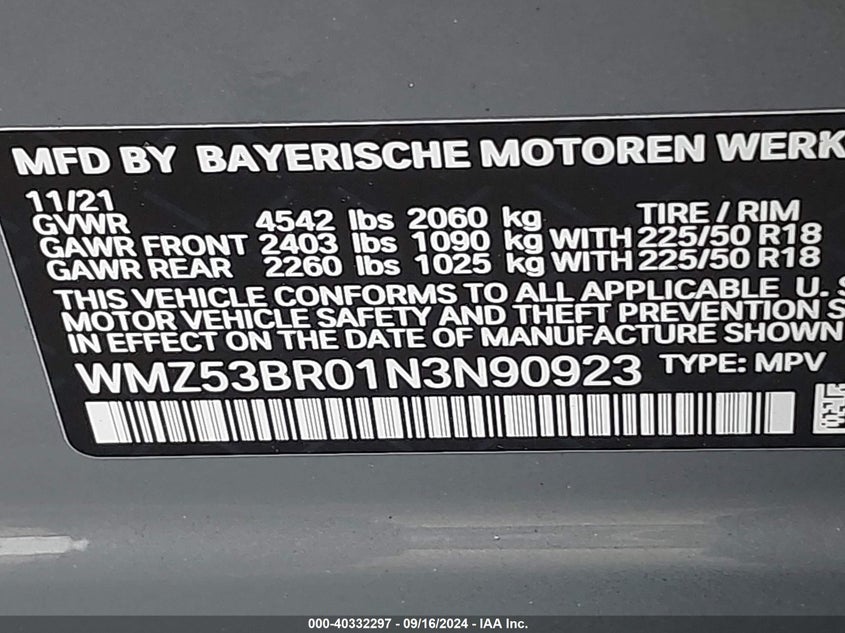 MFD BY BAYERISCHE MOTOREN WERK
11/21
GVWR 4542 lbs 2060 kg TIRE / RIM
GAWR FRONT 2403 lbs 1090 kg WITH 225/50 R18
GAWR REAR 2260 lbs 1025 kg WITH 225/50 R18
THIS VEHICLE CONFORMS TO ALL APPLICABLE U. S
MOTOR VEHICLE SAFETY AND THEFT PREVENTION S
IN EFFECT ON THE DATE OF MANUFACTURE SHOWN
WMZ53BR01N3N90923 TYPE: MPV
000-40332297 - 09/16/2024 - IAA Inc.